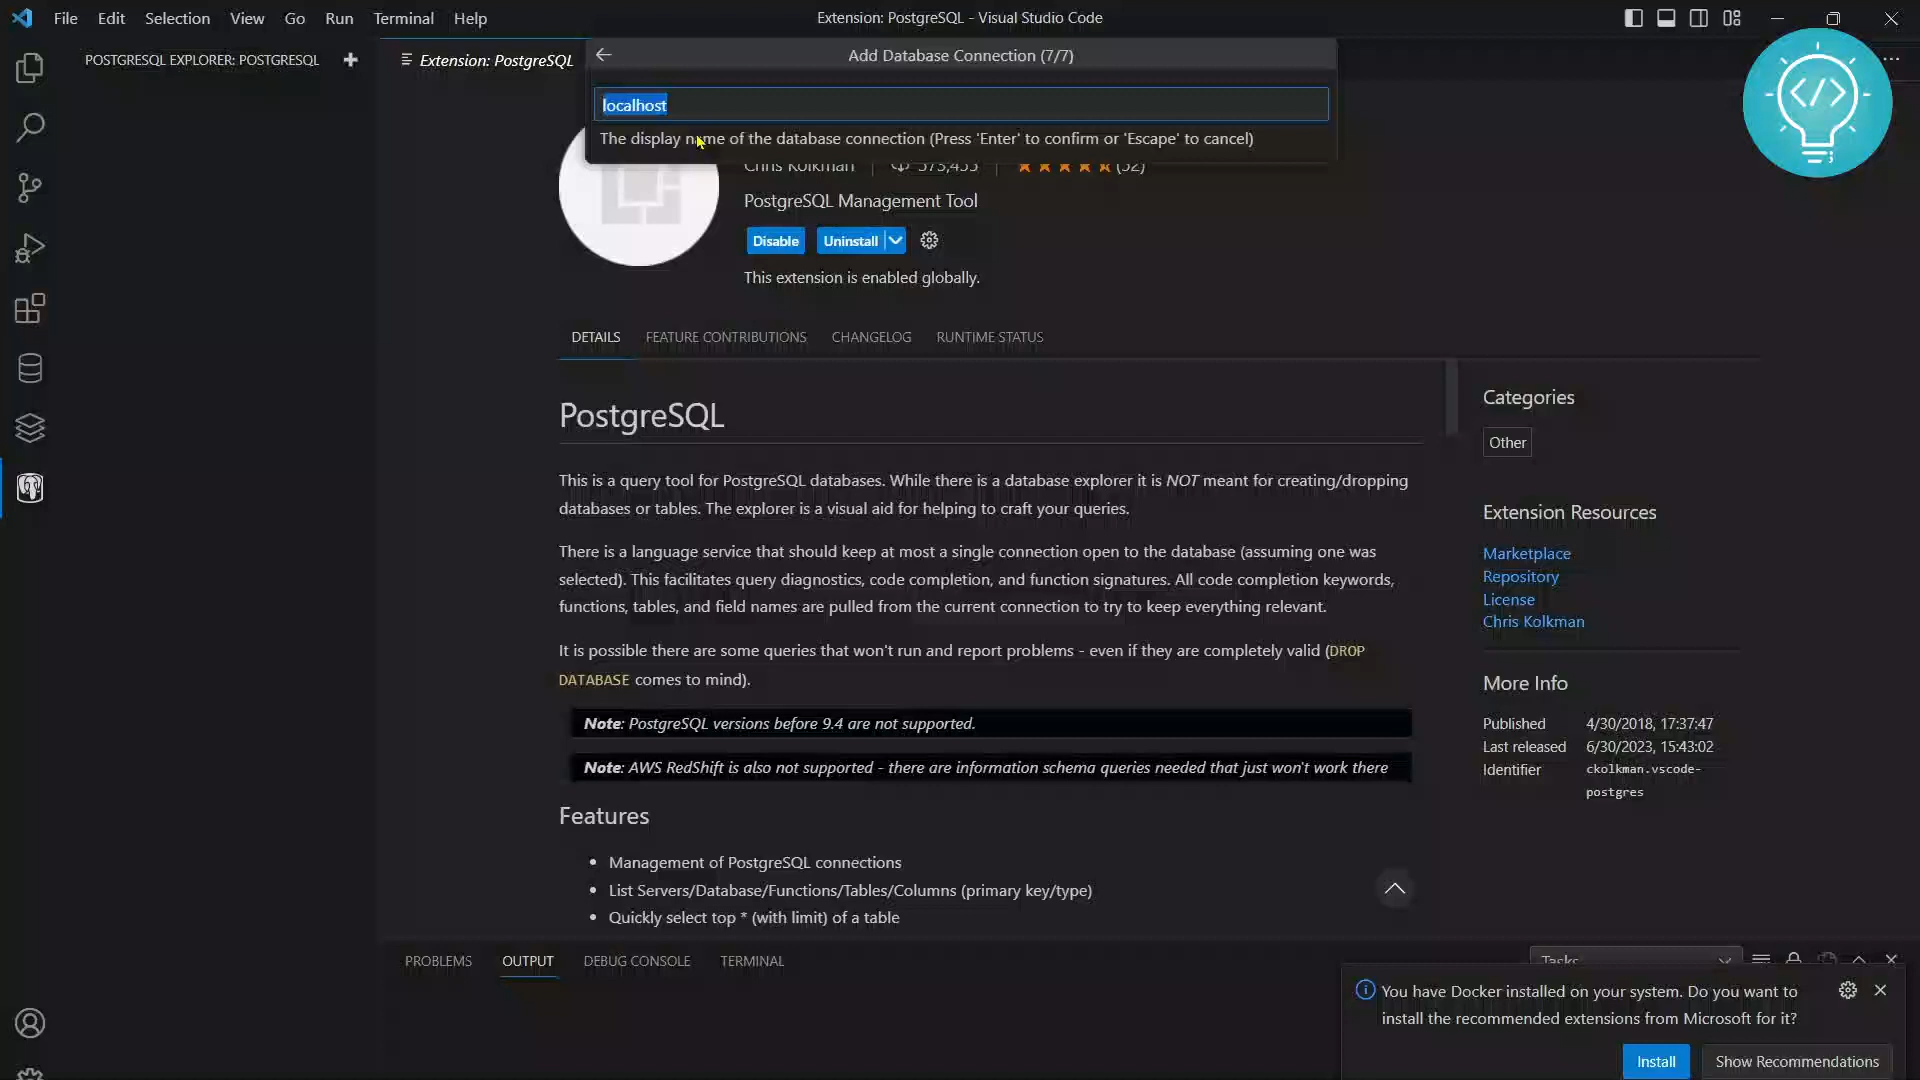 File Edit Selection View Go Run Terminal Help
Extension: PostgreSQL - Visual Studio Code
POSTGRESQL EXPLORER: POSTGRESQL
Extension: PostgreSQL
Add Database Connection (7/7)
localhost
The display name of the database connection (Press 'Enter' to confirm or 'Escape' to cancel)
Chris Kolkman 573,453 (52)
PostgreSQL Management Tool
Disable Uninstall
This extension is enabled globally.
DETAILS FEATURE CONTRIBUTIONS CHANGELOG RUNTIME STATUS
PostgreSQL
This is a query tool for PostgreSQL databases. While there is a database explorer it is NOT meant for creating/dropping
databases or tables. The explorer is a visual aid for helping to craft your queries.
There is a language service that should keep at most a single connection open to the database (assuming one was
selected). This facilitates query diagnostics, code completion, and function signatures. All code completion keywords,
functions, tables, and field names are pulled from the current connection to try to keep everything relevant.
It is possible there are some queries that won't run and report problems - even if they are completely valid (DROP
DATABASE comes to mind).
Note: PostgreSQL versions before 9.4 are not supported.
Note: AWS RedShift is also not supported - there are information schema queries needed that just won't work there
Features
• Management of PostgreSQL connections
• List Servers/Database/Functions/Tables/Columns (primary key/type)
• Quickly select top * (with limit) of a table
Categories
Other
Extension Resources
Marketplace
Repository
License
Chris Kolkman
More Info
Published 4/30/2018, 17:37:47
Last released 6/30/2023, 15:43:02
Identifier ckolkman.vscode-
postgres
PROBLEMS OUTPUT DEBUG CONSOLE TERMINAL
Tasks
You have Docker installed on your system. Do you want to
install the recommended extensions from Microsoft for it?
Install Show Recommendations